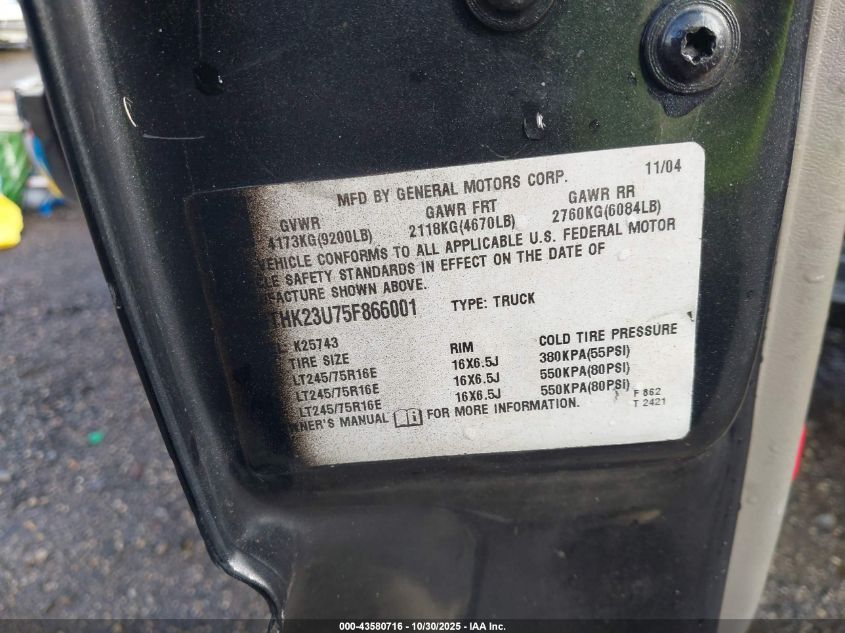 MFD BY GENERAL MOTORS CORP. 11/04
GVWR GAWR FRT GAWR RR
4173KG(9200LB) 2118KG(4670LB) 2760KG(6084LB)
VEHICLE CONFORMS TO ALL APPLICABLE U.S. FEDERAL MOTOR
LE SAFETY STANDARDS IN EFFECT ON THE DATE OF
FACTURE SHOWN ABOVE.
THK23U75F866001 TYPE: TRUCK
K25743
TIRE SIZE RIM COLD TIRE PRESSURE
LT245/75R16E 16X6.5J 380KPA(55PSI)
LT245/75R16E 16X6.5J 550KPA(80PSI)
LT245/75R16E 16X6.5J 550KPA(80PSI)
NER'S MANUAL FOR MORE INFORMATION.
F 862
T 2421
000-43580716 - 10/30/2025 - IAA Inc.